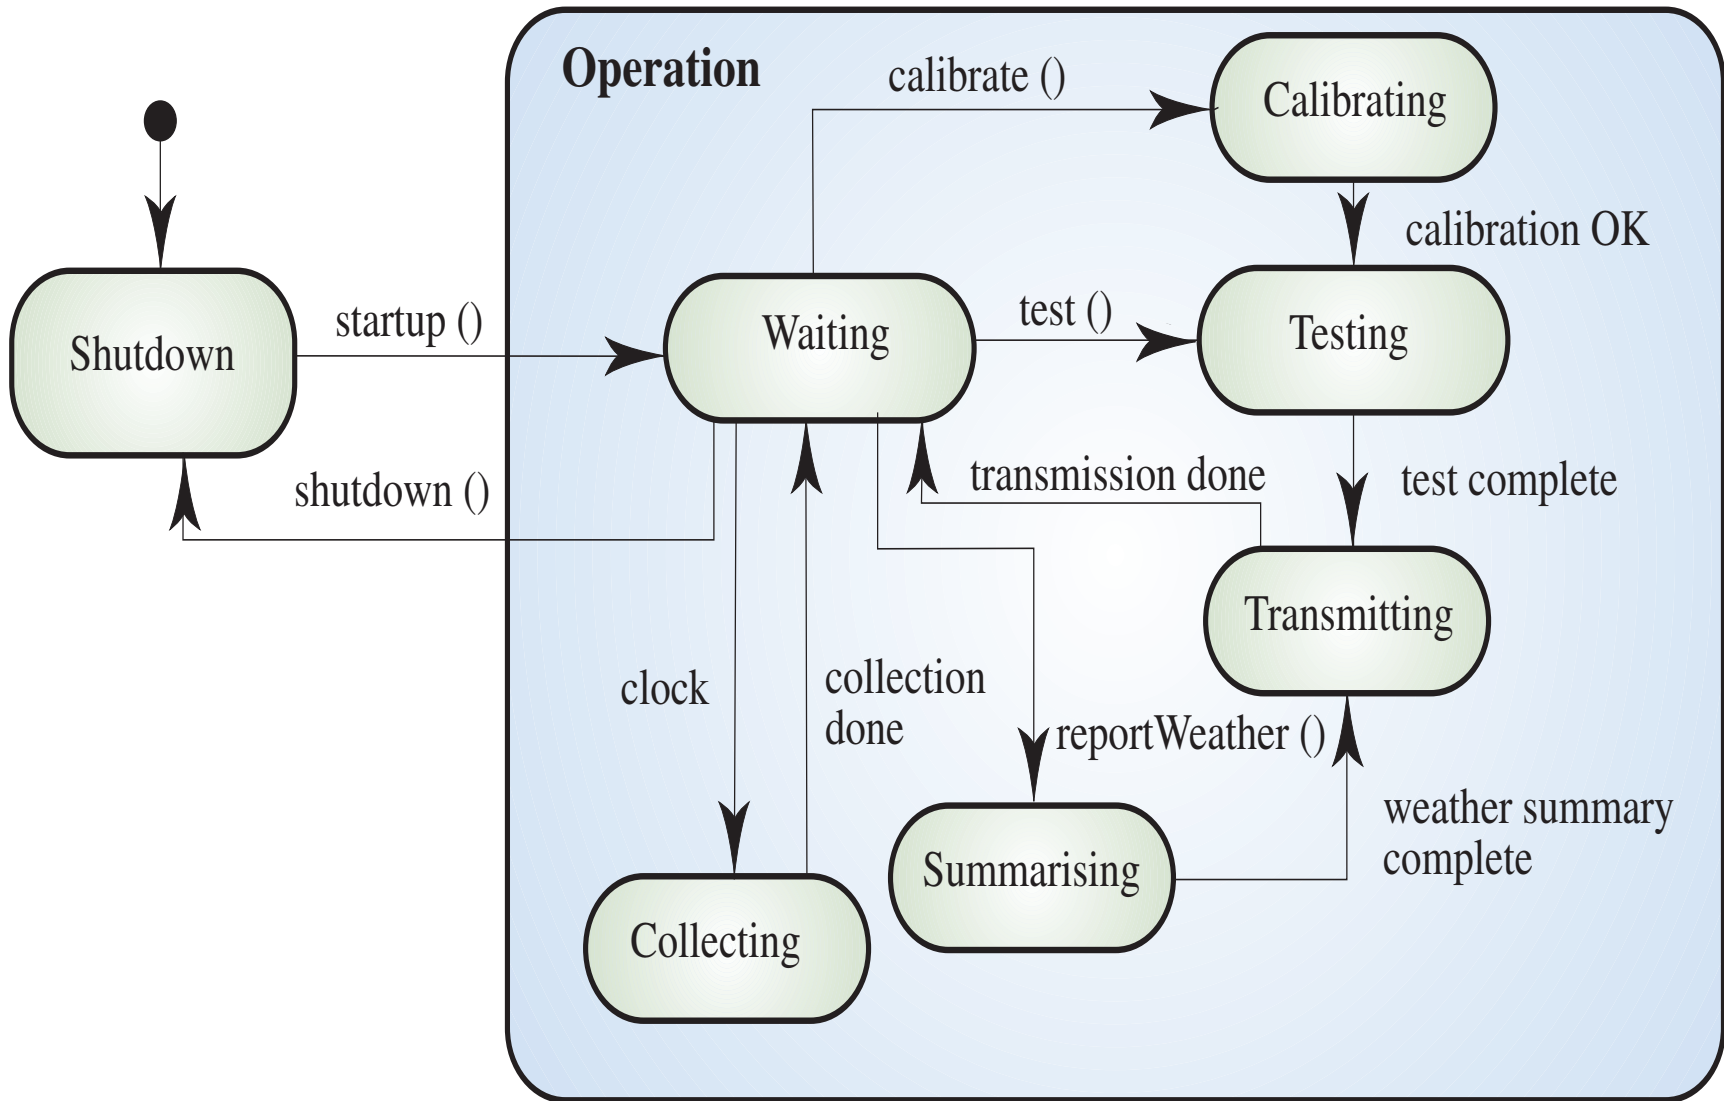 Operation
calibrate ()
Calibrating
calibration OK
Shutdown
startup ()
Waiting
test ()
Testing
shutdown ()
transmission done
test complete
Transmitting
clock
collection
done
reportWeather ()
weather summary
complete
Summarising
Collecting